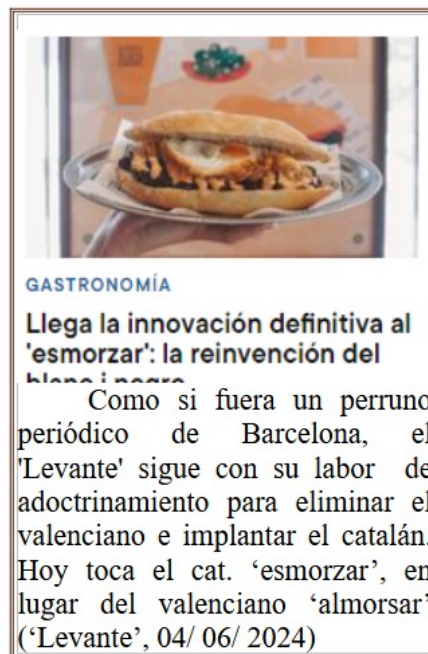 GASTRONOMÍA
Llega la innovación definitiva al
'esmorzar': la reinvención del
blanc i negre
Como si fuera un perruno
periódico de Barcelona, el
'Levante' sigue con su labor de
adoctrinamiento para eliminar el
valenciano e implantar el catalán.
Hoy toca el cat. ‘esmorzar’, en
lugar del valenciano ‘almorsar’
(‘Levante’, 04/ 06/ 2024)